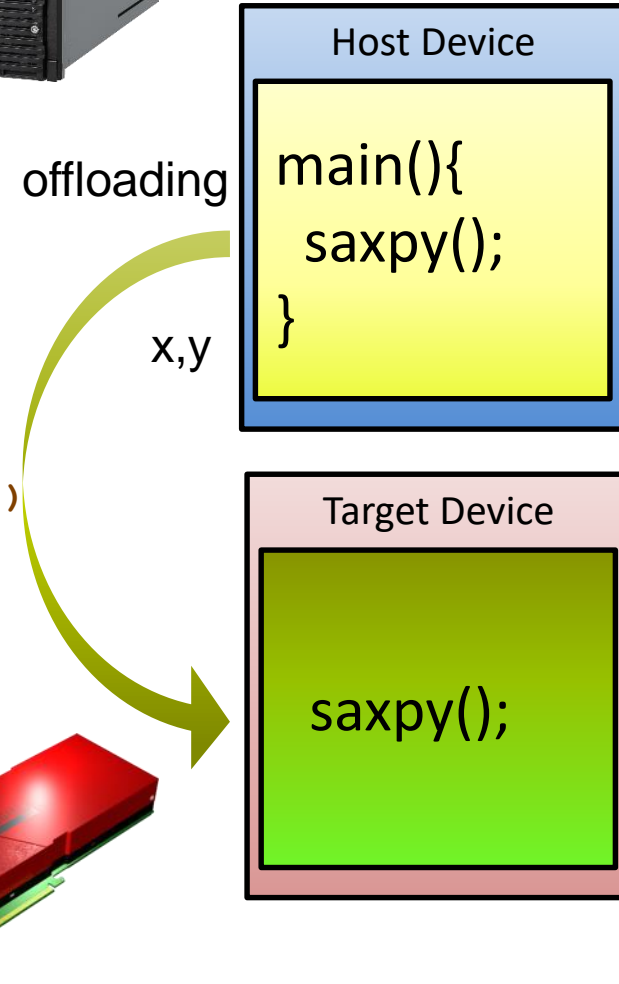 Host Device
offloading
main(){
saxpy();
}
x,y
)
Target Device
saxpy();